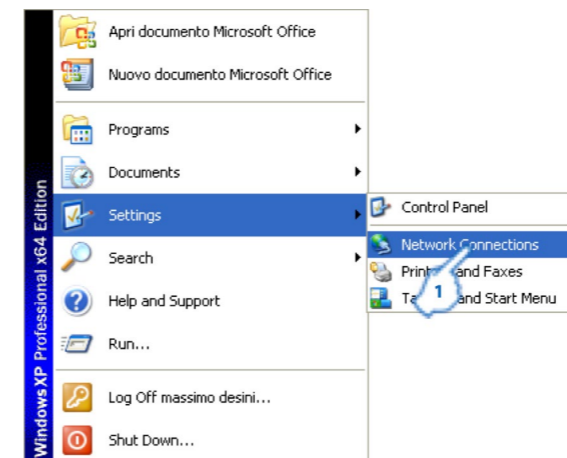 Apri documento Microsoft Office
Nuovo documento Microsoft Office
Programs
Documents
Settings
Search
Help and Support
Run...
Log Off massimo desini...
Shut Down...
Control Panel
Network Connections
and Faxes
and Start Menu
1
Windows XP Professional x64 Edition